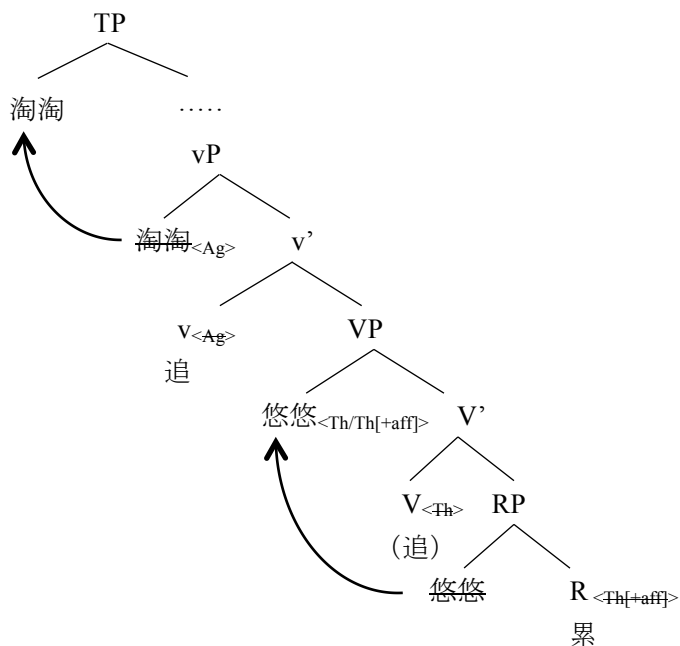 TP
淘淘 ·····
vP
淘淘<Ag> v’
v<Ag> VP
追
悠悠<Th/Th[+aff]> V’
V<Th> RP
（追）
悠悠 R <Th[+aff]>
累